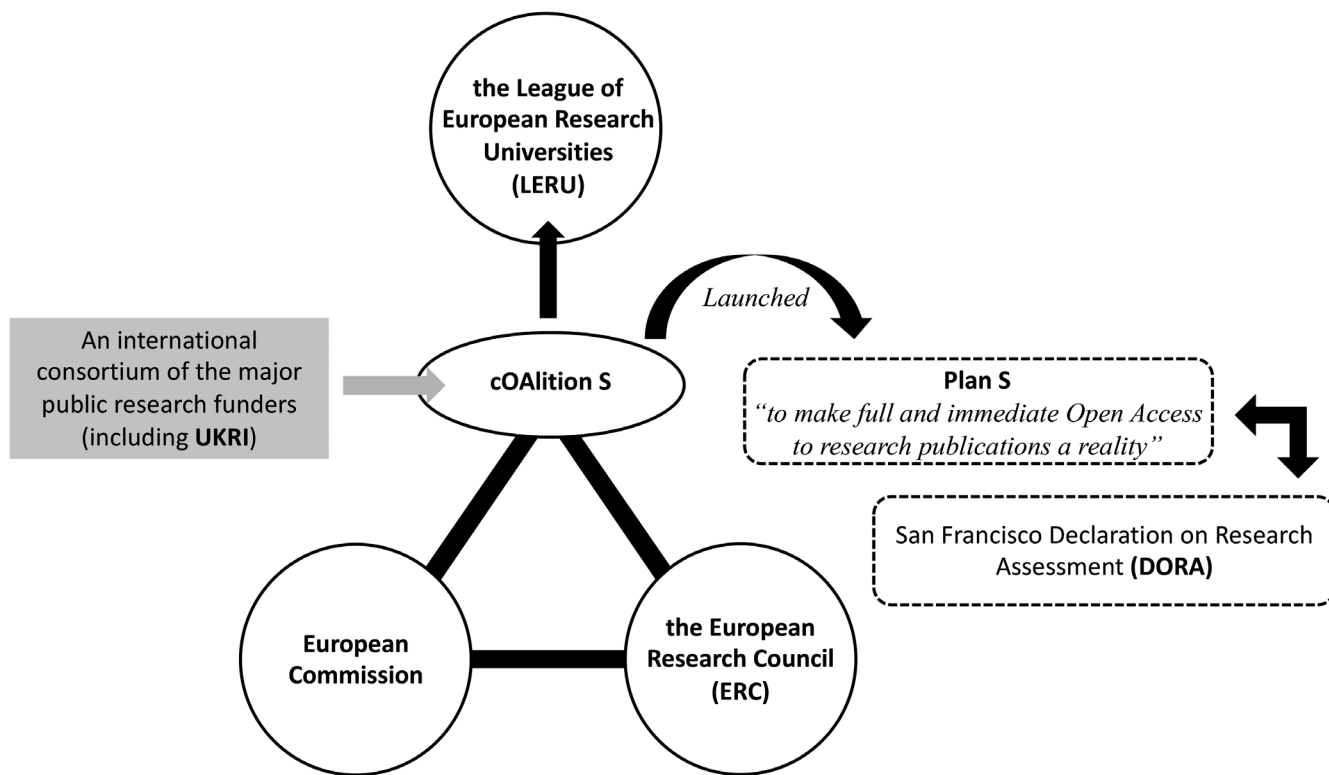 the League of
European Research
Universities
(LERU)
Launched
An international
consortium of the major
public research funders
(including UKRI)
cOAlition S
Plan S
“to make full and immediate Open Access
to research publications a reality”
San Francisco Declaration on Research
Assessment (DORA)
European
Commission
the European
Research Council
(ERC)